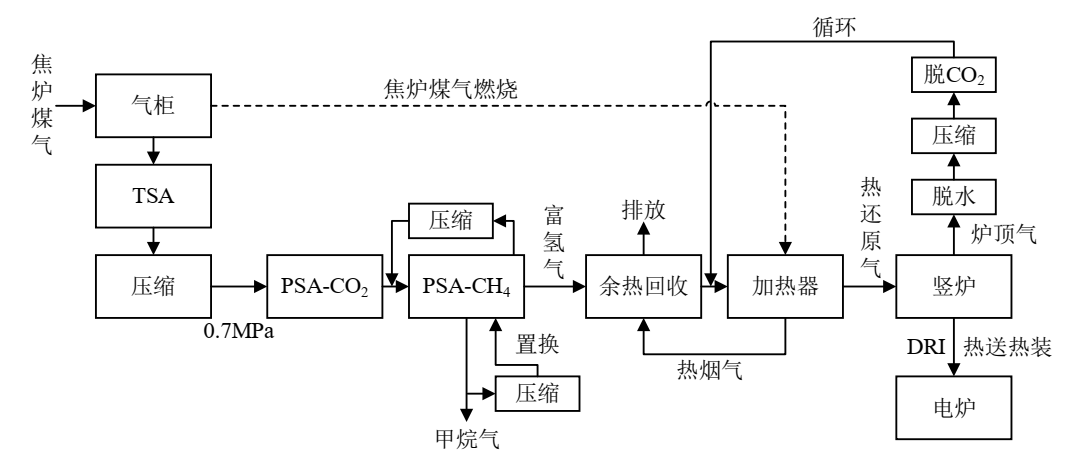 循环
焦炉煤气
气柜
焦炉煤气燃烧
脱CO₂
压缩
TSA
脱水
热还原气
炉顶气
压缩
富氢气
排放
压缩
PSA-CO₂
PSA-CH₄
余热回收
加热器
竖炉
0.7MPa
置换
热烟气
DRI
热送热装
压缩
电炉
甲烷气